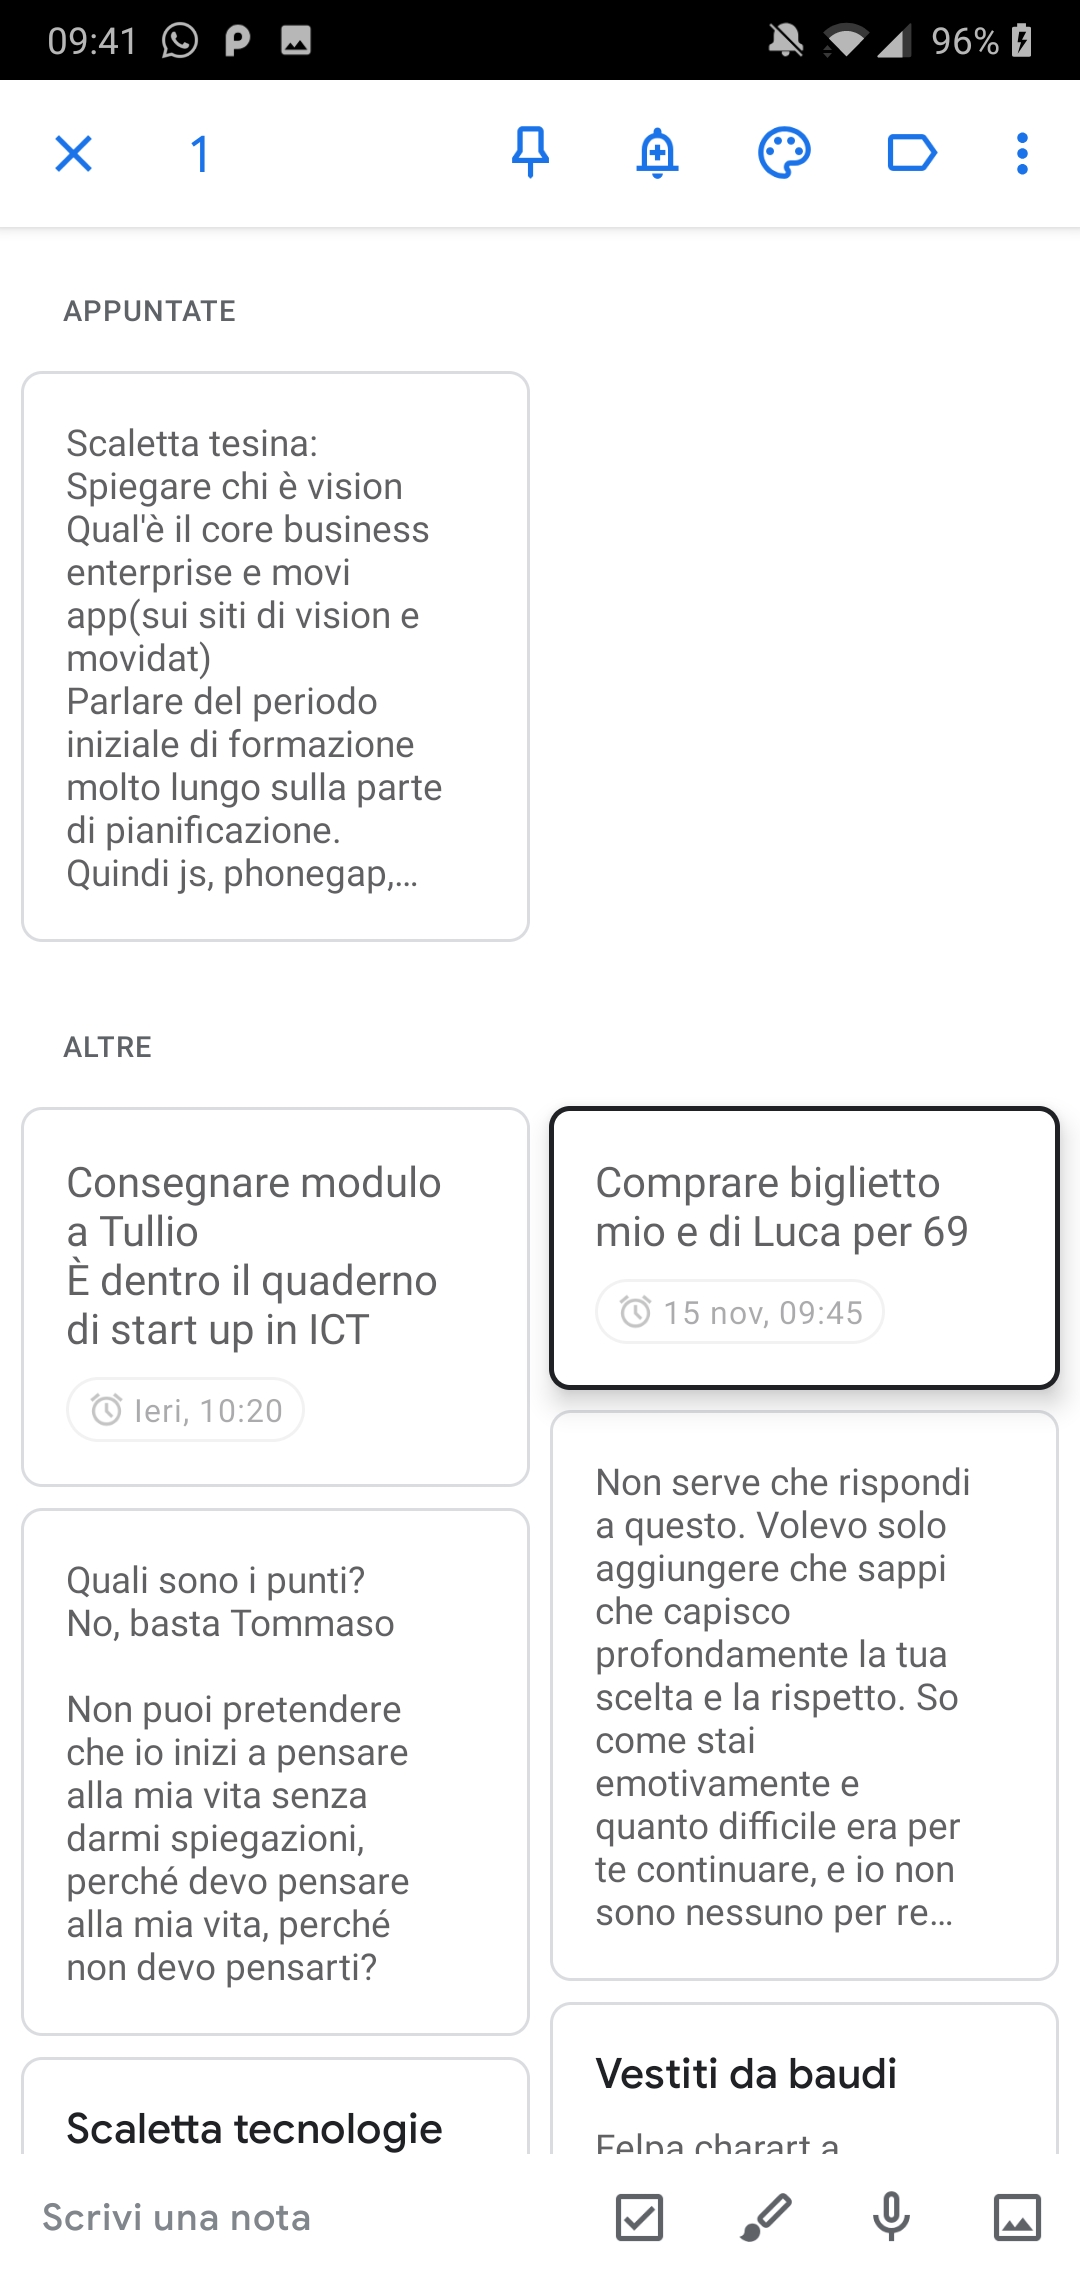 09:41
96%
1
APPUNTATE
Scaletta tesina:
Spiegare chi è vision
Qual'è il core business
enterprise e movi
app(sui siti di vision e
movidat)
Parlare del periodo
iniziale di formazione
molto lungo sulla parte
di pianificazione.
Quindi js, phonegap,...
ALTRE
Consegnare modulo
a Tullio
È dentro il quaderno
di start up in ICT
Ieri, 10:20
Comprare biglietto
mio e di Luca per 69
15 nov, 09:45
Quali sono i punti?
No, basta Tommaso
Non puoi pretendere
che io inizi a pensare
alla mia vita senza
darmi spiegazioni,
perché devo pensare
alla mia vita, perché
non devo pensarti?
Non serve che rispondi
a questo. Volevo solo
aggiungere che sappi
che capisco
profondamente la tua
scelta e la rispetto. So
come stai
emotivamente e
quanto difficile era per
te continuare, e io non
sono nessuno per re...
Scaletta tecnologie
Vestiti da baudi
Felpa charart a
Scrivi una nota